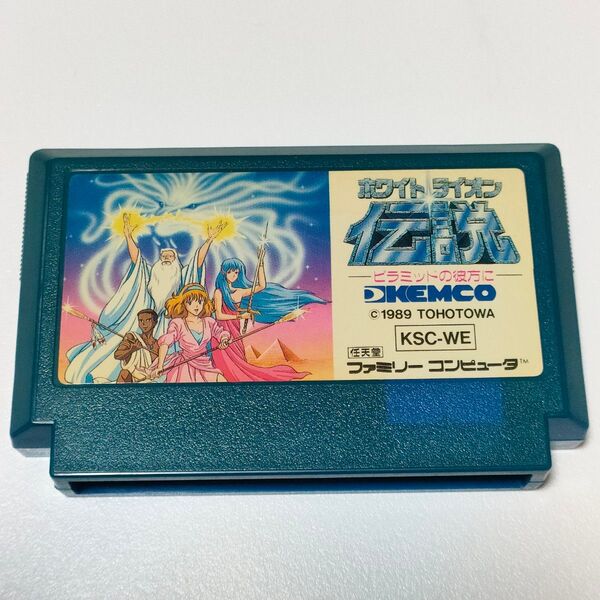 ホワイトライオン
伝説
ピラミッドの彼方に
KEMCO
© 1989 TOHOTOWA
KSC-WE
任天堂
ファミリーコンピュータ™